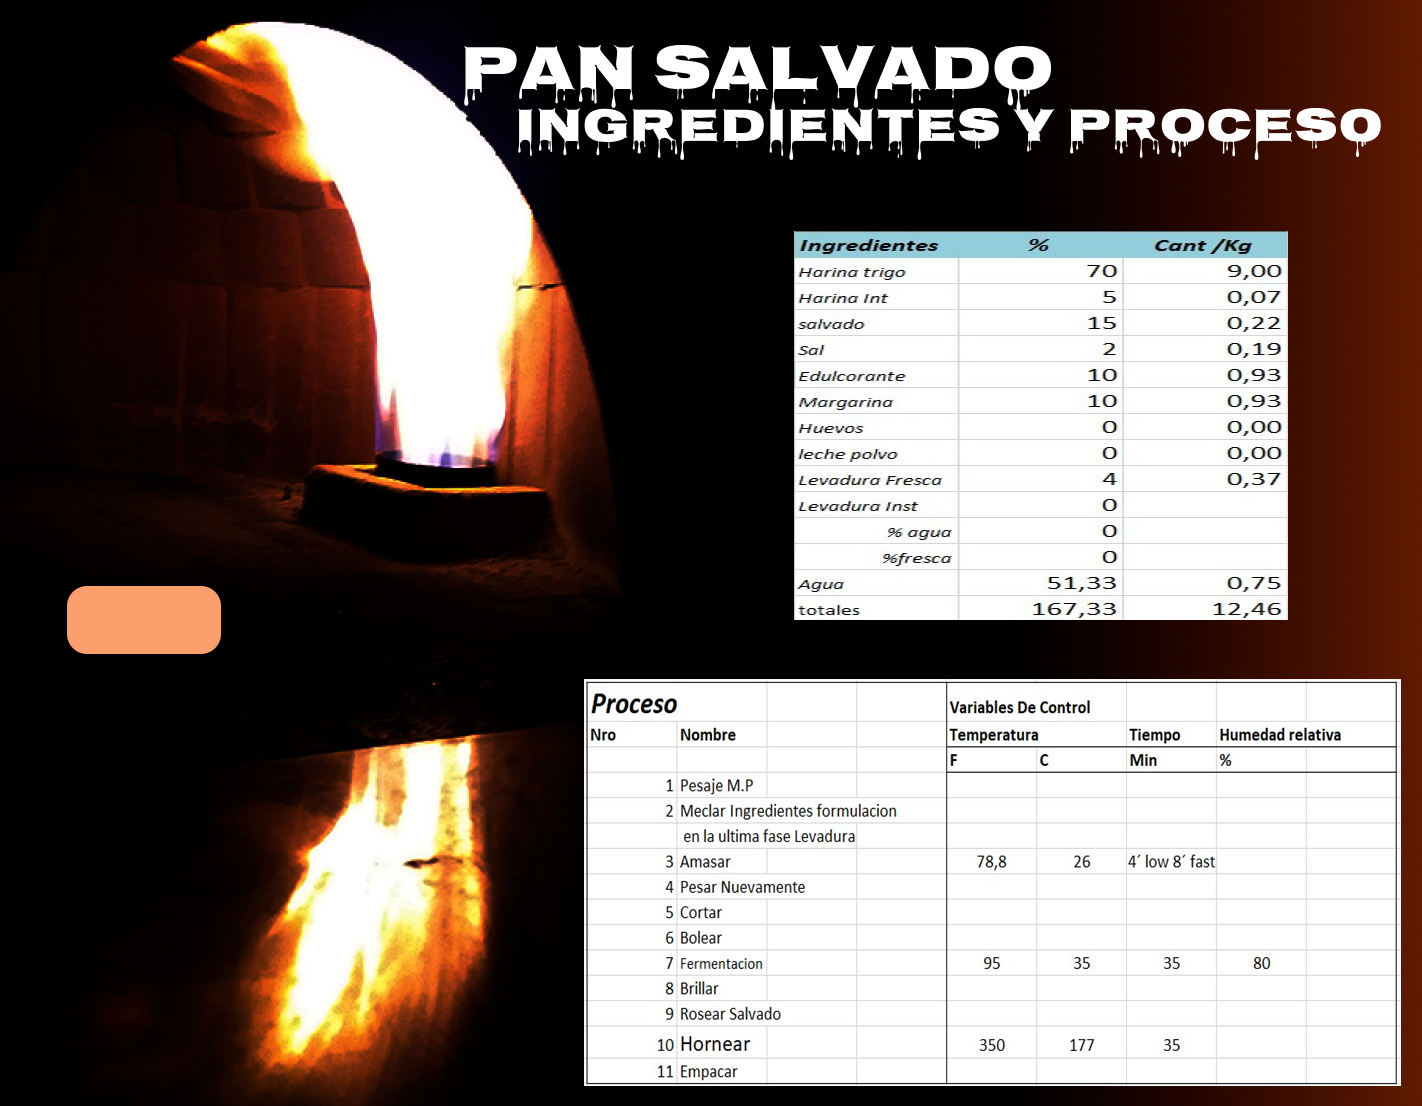 PAN SALVADO
INGREDIENTES Y PROCESO
Ingredientes % Cant /Kg
Harina trigo 70 9,00
Harina Int 5 0,07
salvado 15 0,22
Sal 2 0,19
Edulcorante 10 0,93
Margarina 10 0,93
Huevos 0 0,00
leche polvo 0 0,00
Levadura Fresca 4 0,37
Levadura Inst 0
% agua 0
%fresca 0
Agua 51,33 0,75
totales 167,33 12,46
Proceso Variables De Control
Nro Nombre Temperatura Tiempo Humedad relativa
F C Min %
1 Pesaje M.P
2 Meclar Ingredientes formulacion
en la ultima fase Levadura
3 Amasar 78,8 26 4´ low 8´ fast
4 Pesar Nuevamente
5 Cortar
6 Bolear
7 Fermentacion 95 35 35 80
8 Brillar
9 Rosear Salvado
10 Hornear 350 177 35
11 Empacar